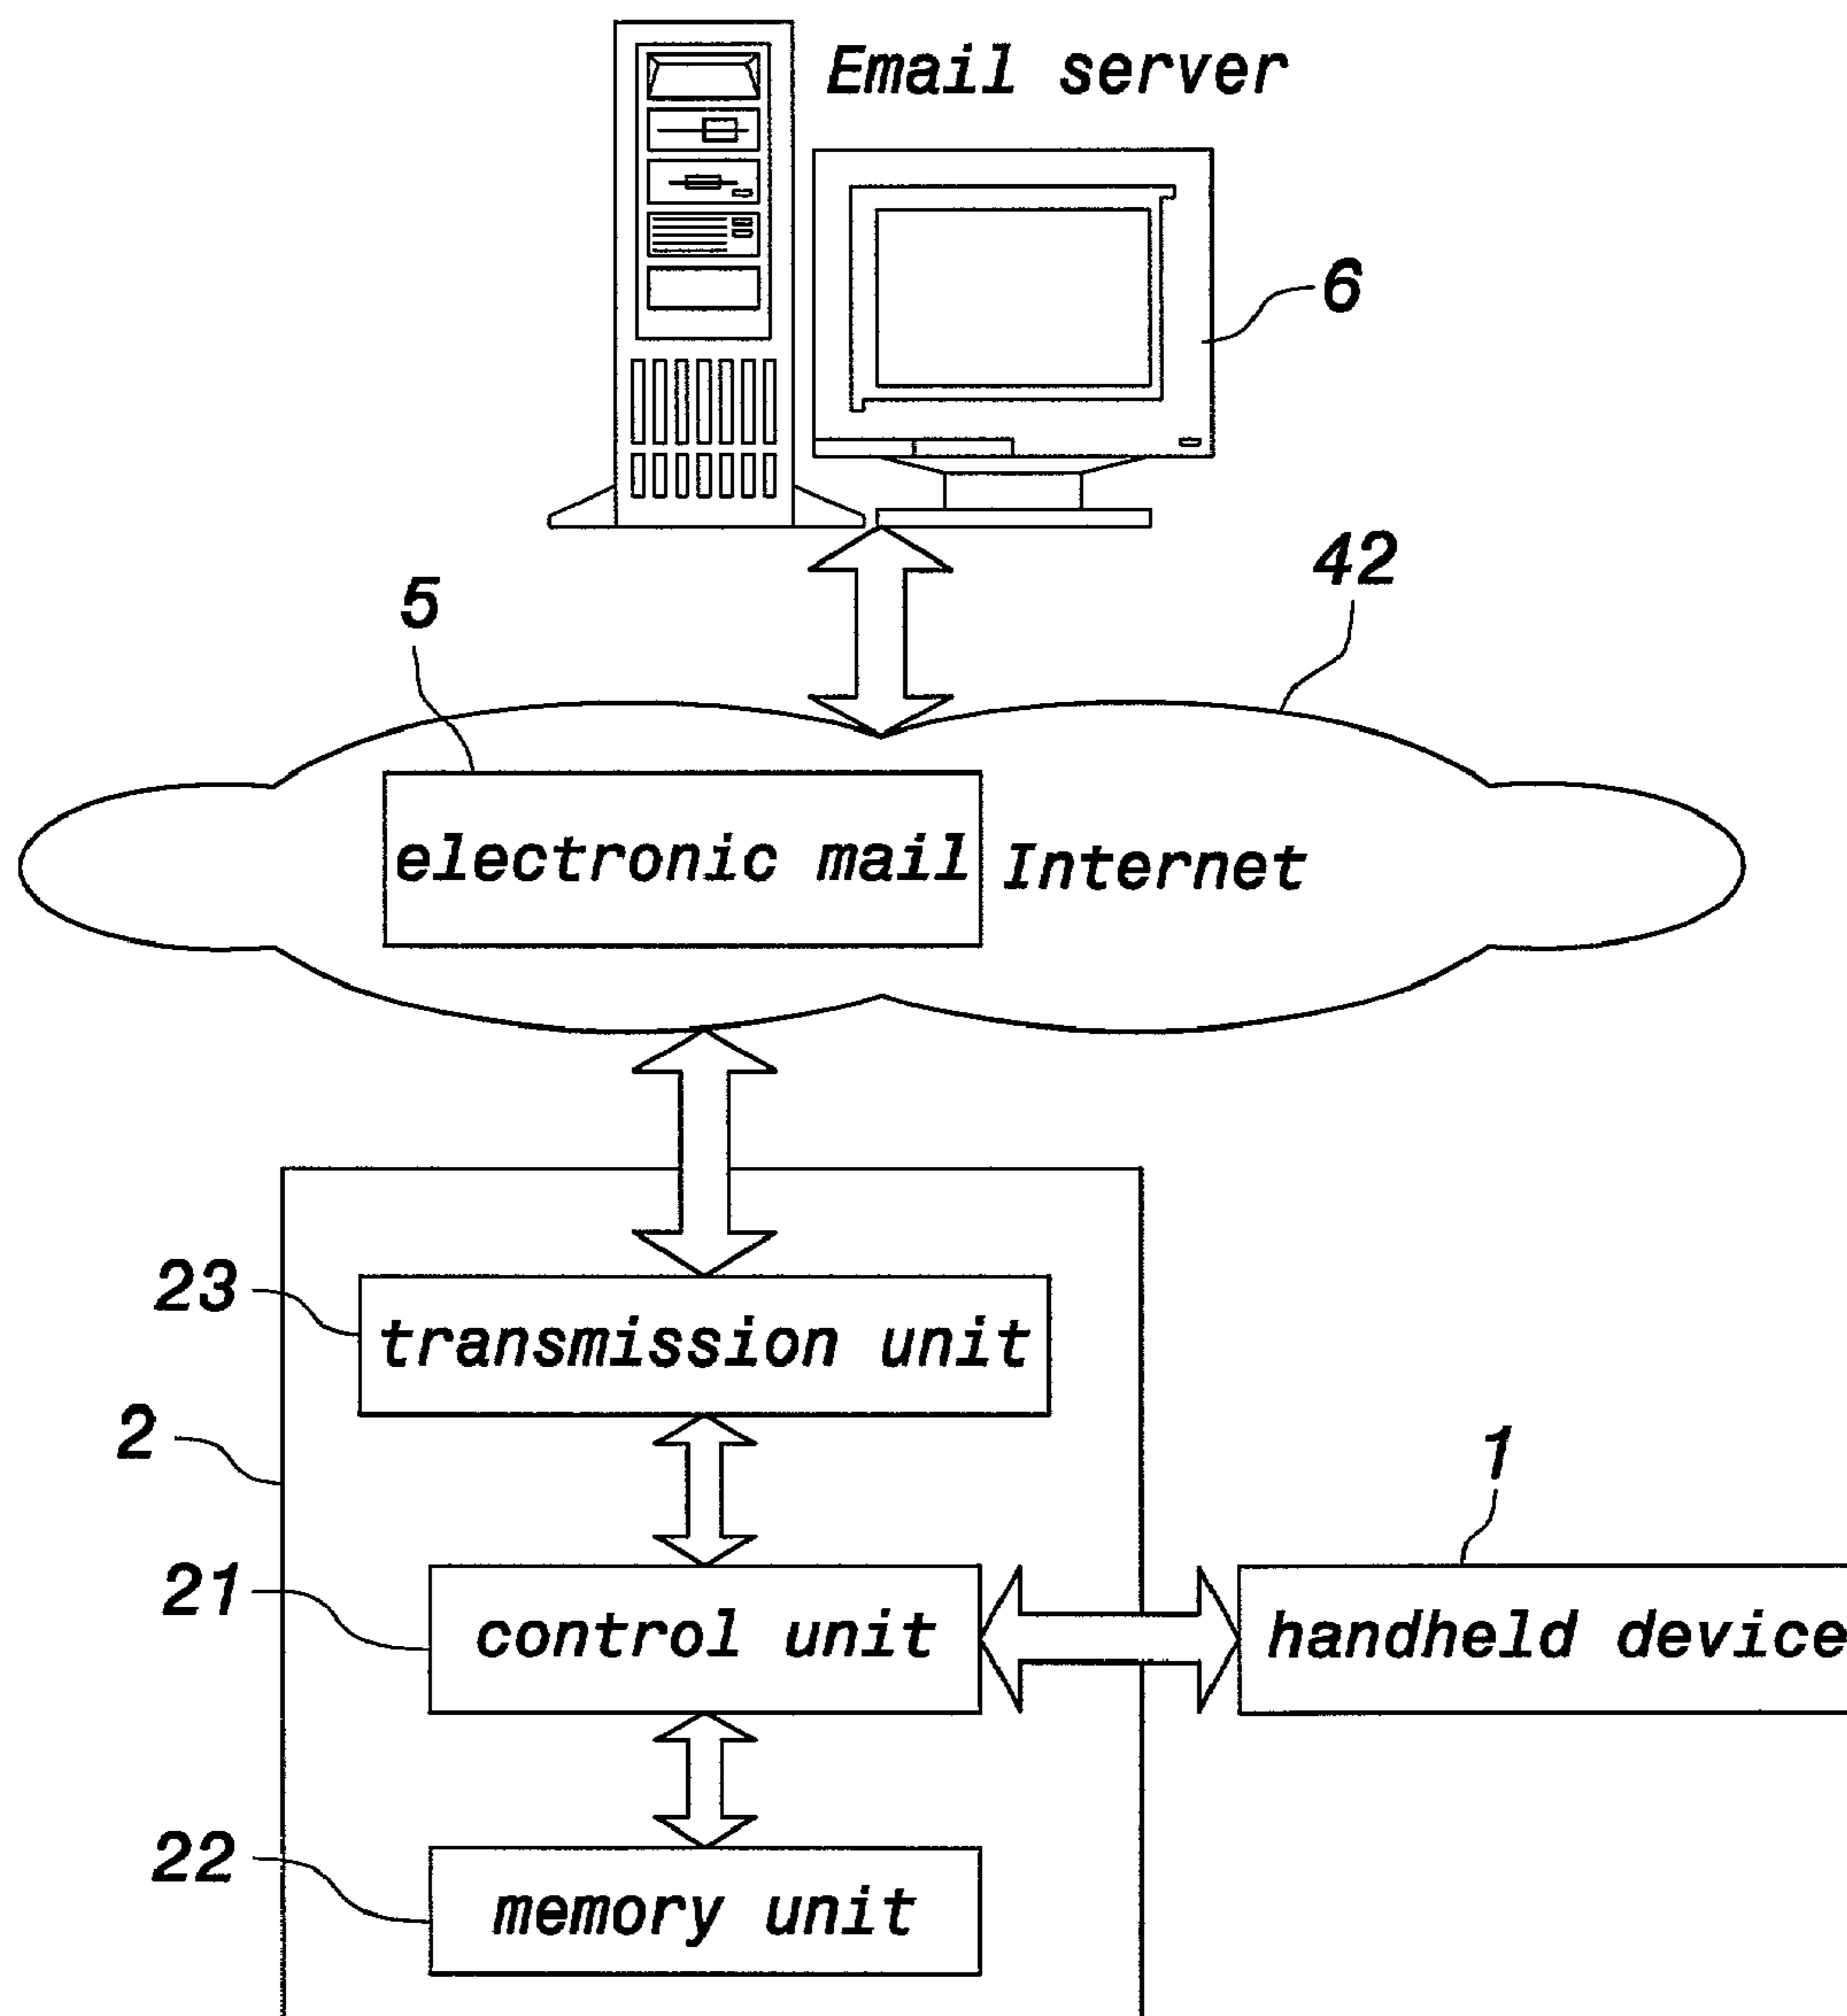 Email server
6
42
5
electronic mail
Internet
23
transmission unit
2
1
21
control unit
handheld device
22
memory unit